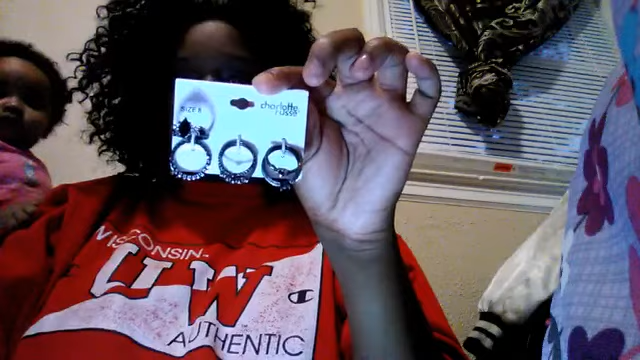 SIZE 8
charlotte
russe
WISCONSIN-
UW
AUTHENTIC